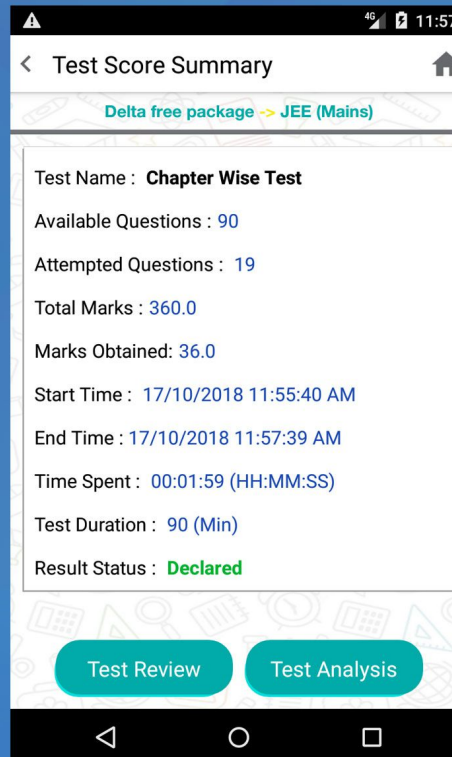 4G 11:57
Test Score Summary
Delta free package -> JEE (Mains)
Test Name : Chapter Wise Test
Available Questions : 90
Attempted Questions : 19
Total Marks : 360.0
Marks Obtained: 36.0
Start Time : 17/10/2018 11:55:40 AM
End Time : 17/10/2018 11:57:39 AM
Time Spent : 00:01:59 (HH:MM:SS)
Test Duration : 90 (Min)
Result Status : Declared
Test Review Test Analysis